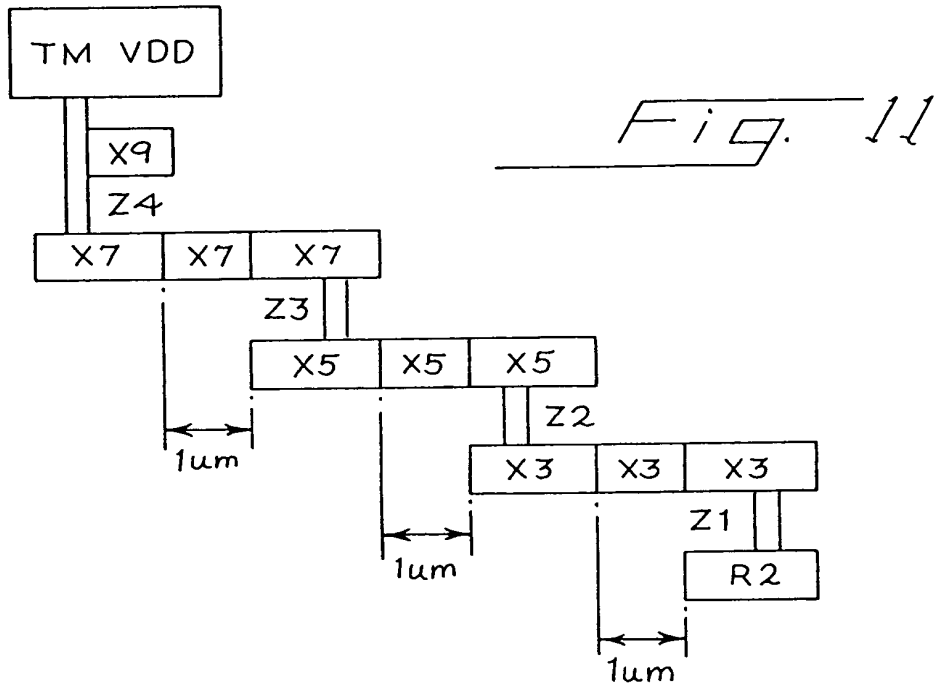 TM VDD
Fig. 11
X9
Z4
X7 X7 X7
Z3
X5 X5 X5
Z2
1um
X3 X3 X3
Z1
1um
R2
1um